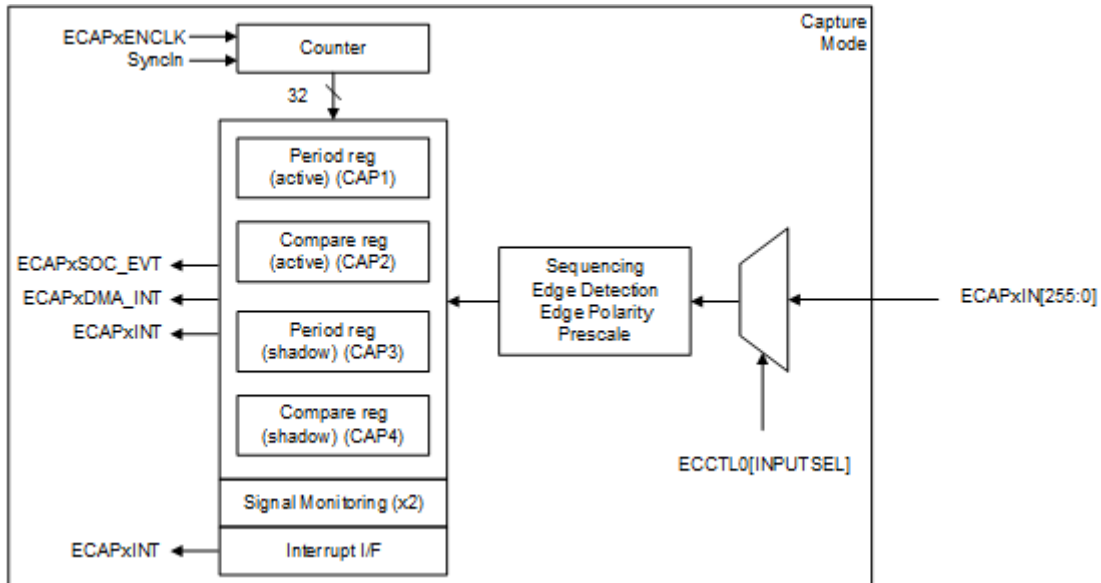 Capture
Mode
ECAPxENCLK
SyncIn
Counter
32
Period reg
(active) (CAP1)
Compare reg
(active) (CAP2)
ECAPxSOC_EVT
ECAPxDMA_INT
ECAPxINT
Period reg
(shadow) (CAP3)
Compare reg
(shadow) (CAP4)
Signal Monitoring (x2)
ECAPxINT
Interrupt I/F
Sequencing
Edge Detection
Edge Polarity
Prescale
ECAPxIN[255:0]
ECCTL0[INPUTSEL]